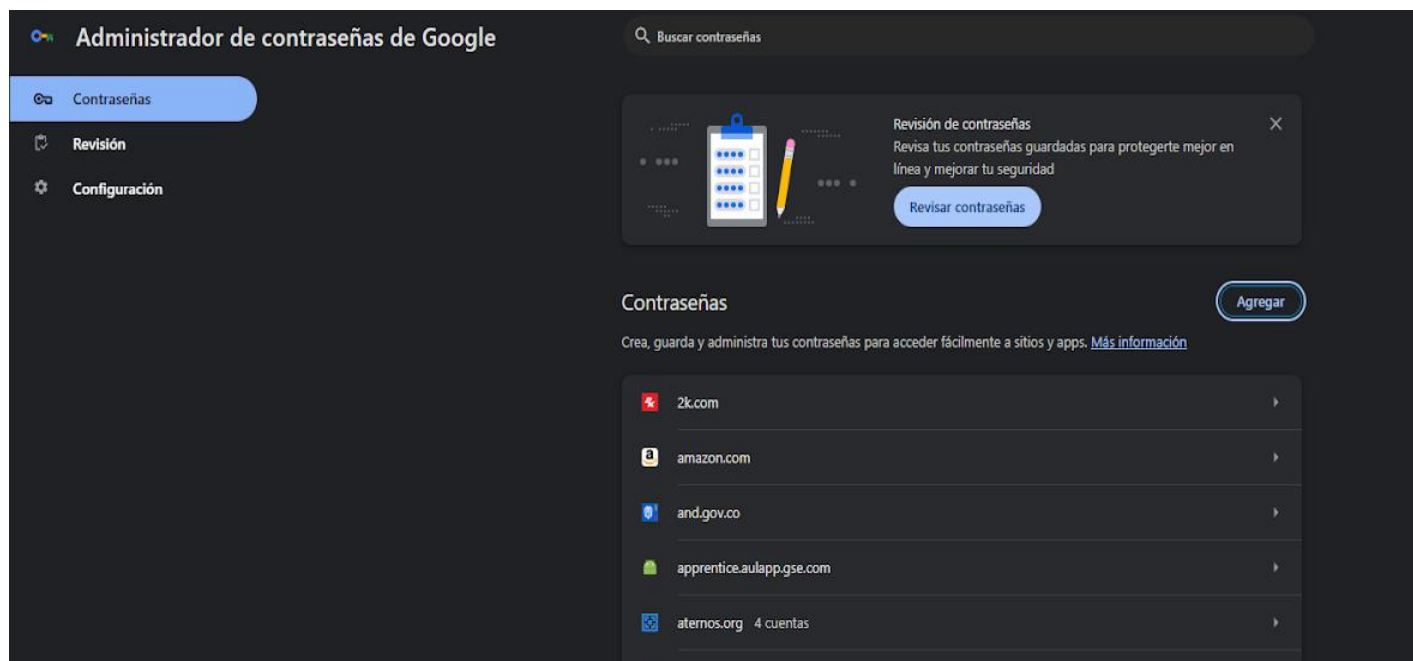 Administrador de contraseñas de Google
Buscar contraseñas
Contraseñas
Revisión
Configuración
Revisión de contraseñas
Revisa tus contraseñas guardadas para protegerte mejor en
línea y mejorar tu seguridad
Revisar contraseñas
Contraseñas
Agregar
Crea, guarda y administra tus contraseñas para acceder fácilmente a sitios y apps. Más información
2k.com
amazon.com
and.gov.co
apprentice.aulapp.gse.com
aternos.org 4 cuentas